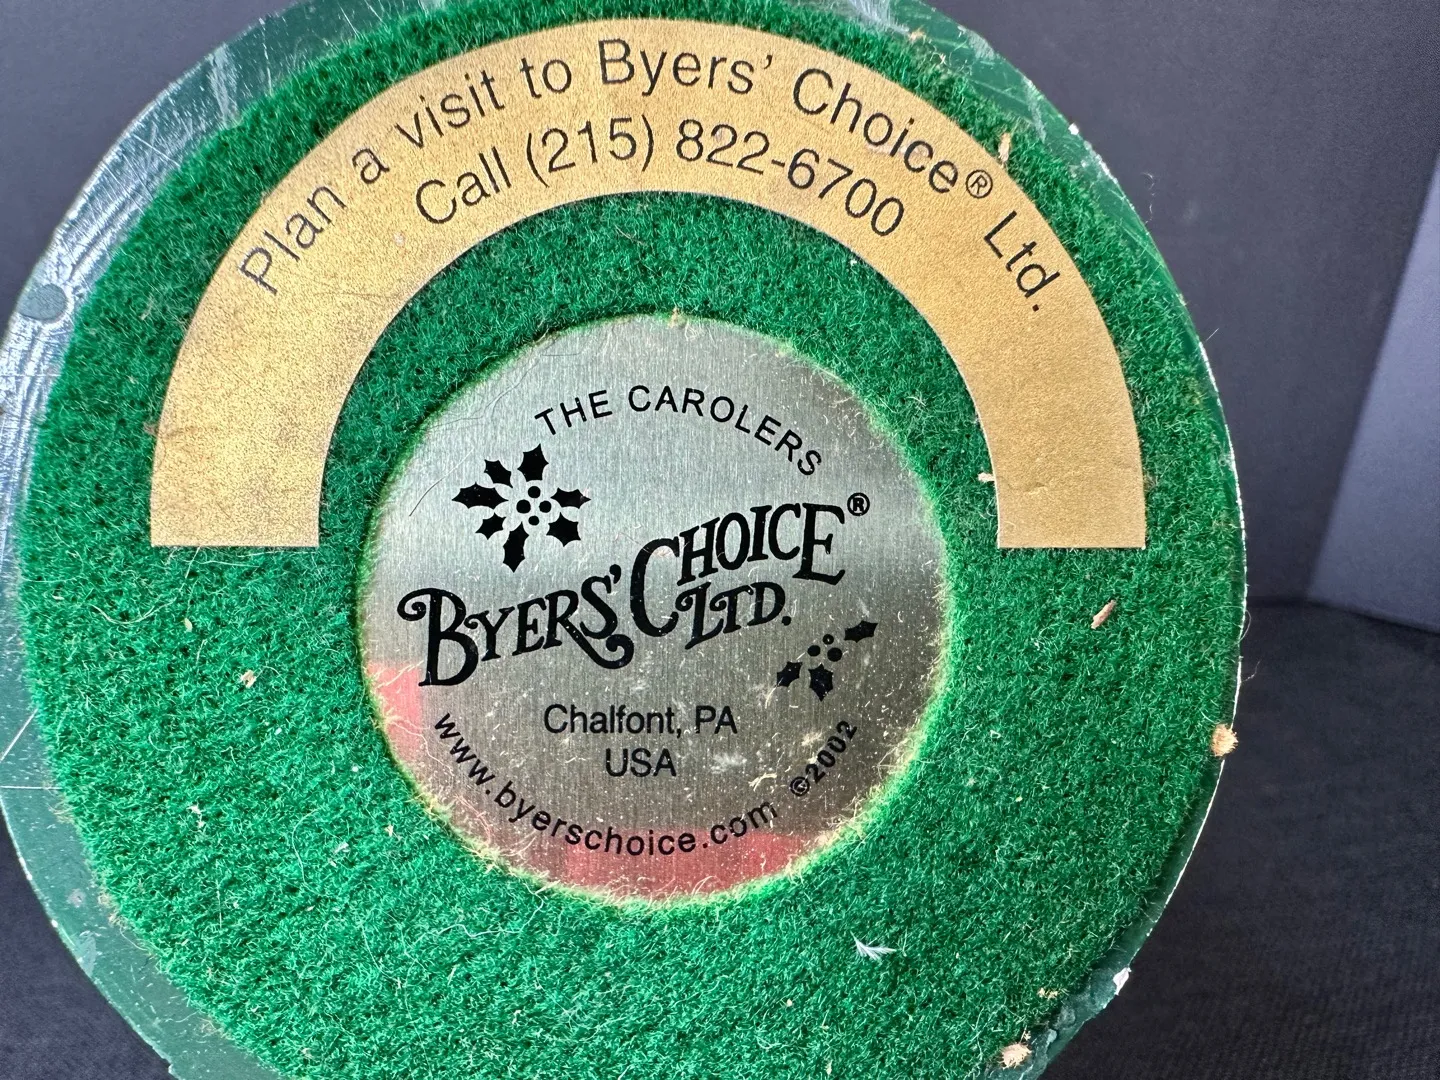 Plan a visit to Byers' Choice® Ltd.
Call (215) 822-6700
THE CAROLERS
BYERS' CHOICE®
LTD.
Chalfont, PA
USA
www.byerschoice.com ©2002